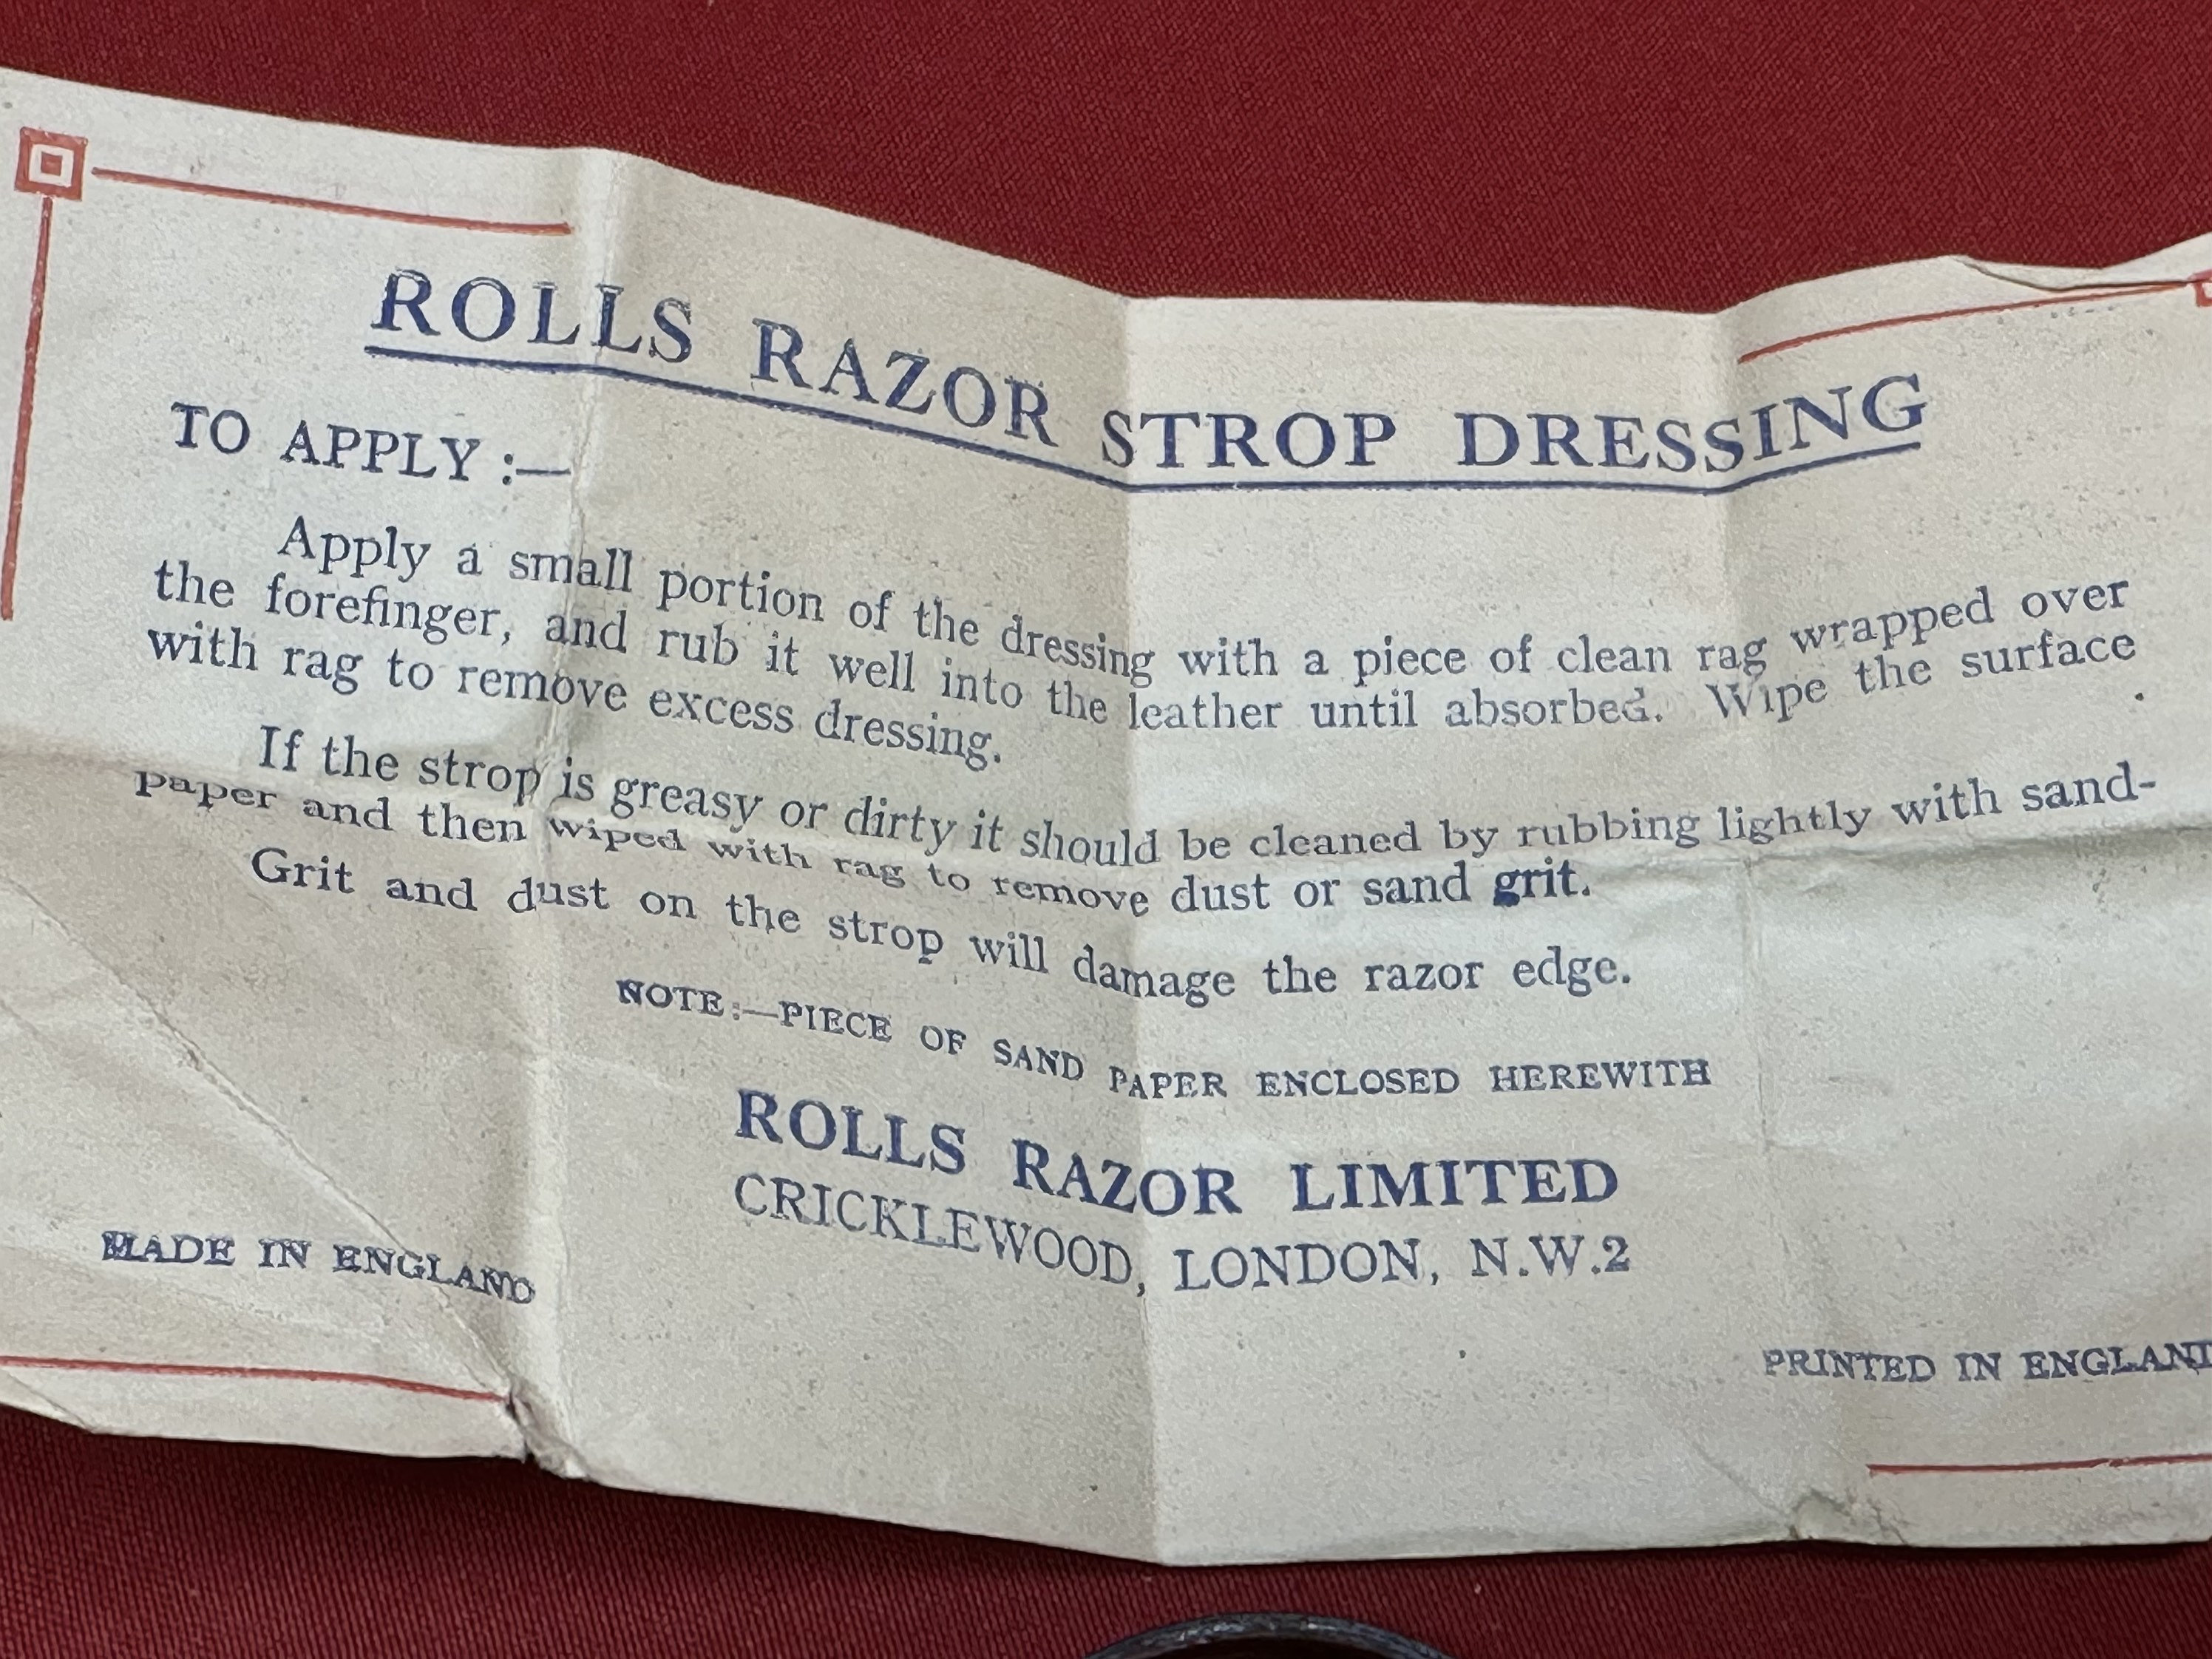 ROLLS RAZOR STROP DRESSING
TO APPLY :—
Apply a small portion of the dressing with a piece of clean rag wrapped over
the forefinger, and rub it well into the leather until absorbed. Wipe the surface
with rag to remove excess dressing.
If the strop is greasy or dirty it should be cleaned by rubbing lightly with sand-
paper and then wiped with rag to remove dust or sand grit.
Grit and dust on the strop will damage the razor edge.
NOTE:—PIECE OF SAND PAPER ENCLOSED HEREWITH
ROLLS RAZOR LIMITED
CRICKLEWOOD, LONDON, N.W.2
MADE IN ENGLAND
PRINTED IN ENGLAND